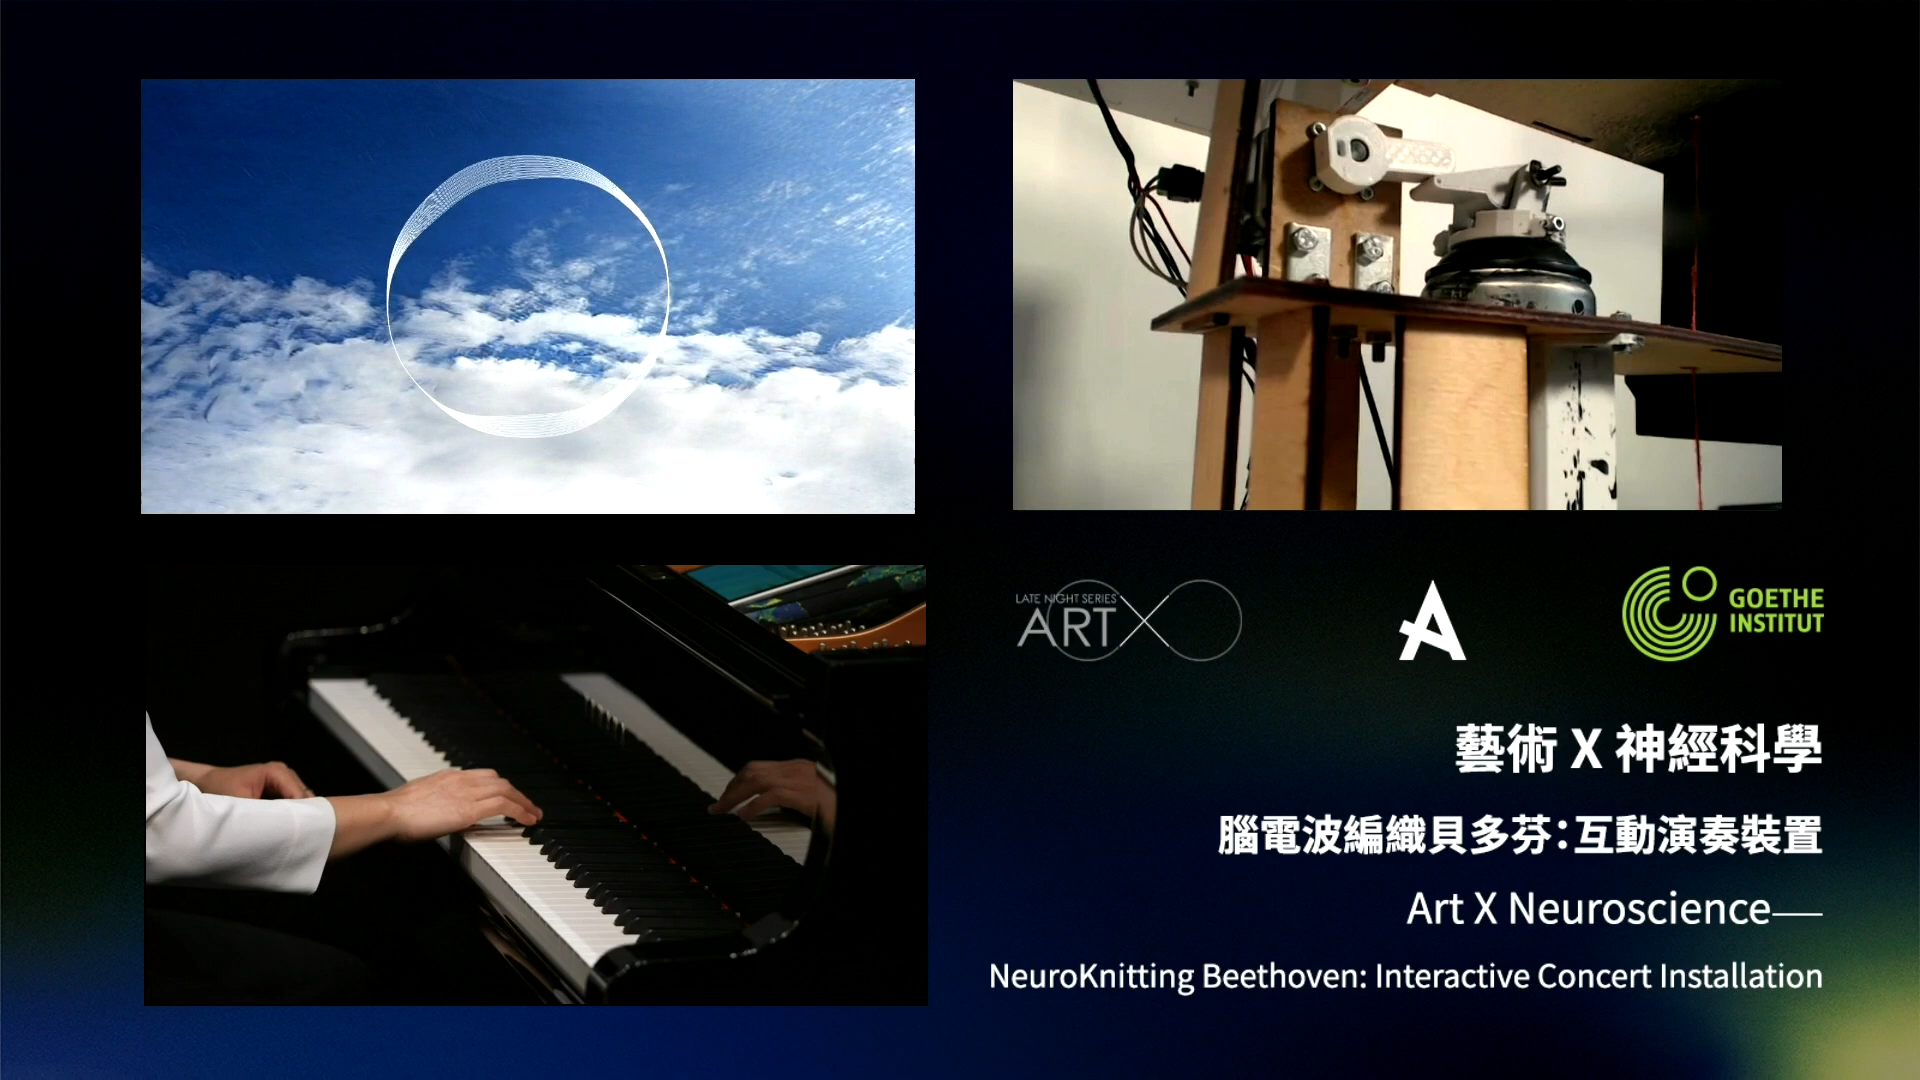 LATE NIGHT SERIES
ART
GOETHE
INSTITUT
藝術 X 神經科學
腦電波編織貝多芬：互動演奏裝置
Art X Neuroscience——
NeuroKnitting Beethoven: Interactive Concert Installation